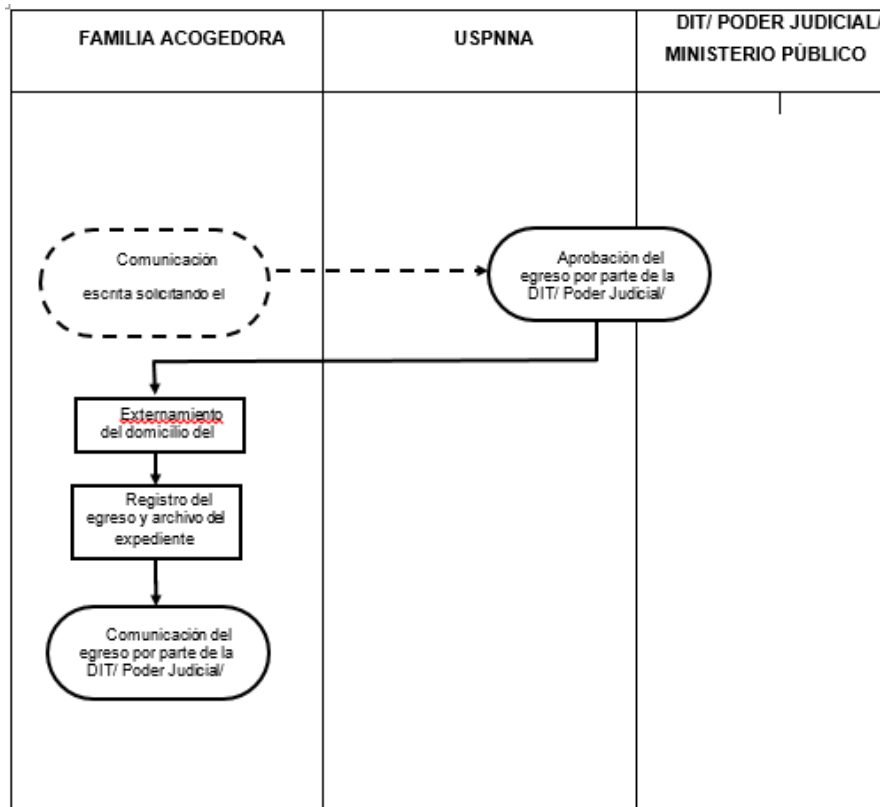 FAMILIA ACOGEDORA
USPNNA
DIT/ PODER JUDICIAL/
MINISTERIO PÚBLICO
Comunicación
escrita solicitando el
Aprobación del
egreso por parte de la
DIT/ Poder Judicial/
Externamiento
del domicilio del
Registro del
egreso y archivo del
expediente
Comunicación del
egreso por parte de la
DIT/ Poder Judicial/